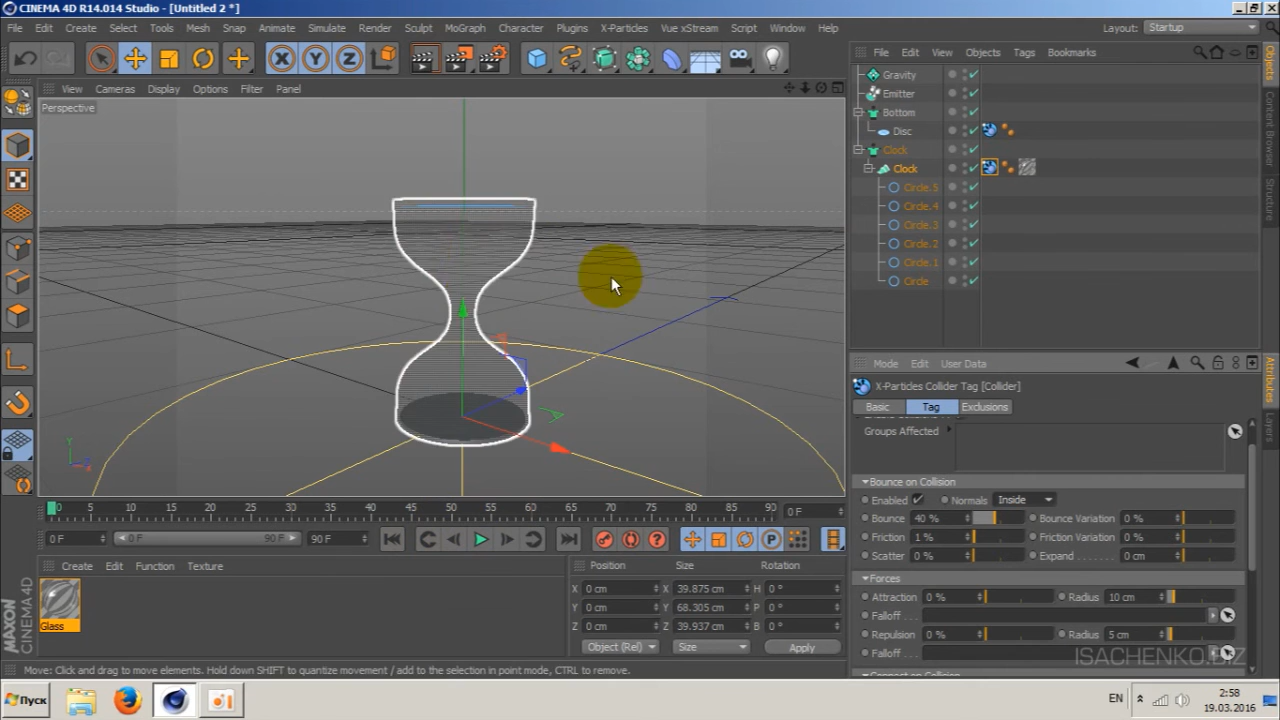 CINEMA 4D R14.014 Studio - [Untitled 2 *]
File Edit Create Select Tools Mesh Snap Animate Simulate Render Sculpt MoGraph Character Plugins X-Particles Vue xStream Script Window Help
Layout: Startup
X Y Z
View Cameras Display Options Filter Panel
Perspective
File Edit View Objects Tags Bookmarks
Gravity
Emitter
Bottom
Disc
Clock
Clock
Circle.5
Circle.4
Circle.3
Circle.2
Circle.1
Circle
Objects
Content Browser
Structure
Y
Mode Edit User Data
X-Particles Collider Tag [Collider]
Basic Tag Exclusions
Groups Affected
Bounce on Collision
Enabled Normals Inside
Bounce 40 % Bounce Variation 0 %
Friction 1 % Friction Variation 0 %
Scatter 0 % Expand 0 cm
Forces
Attraction 0 % Radius 10 cm
Falloff
Repulsion 0 % Radius 5 cm
Falloff
Attributes
Layers
0 5 10 15 20 25 30 35 40 45 50 55 60 65 70 75 80 85 90 0 F
0 F 0 F 90 F 90 F
P
Create Edit Function Texture
Glass
Position Size Rotation
X 0 cm X 39.875 cm H 0 °
Y 0 cm Y 68.305 cm P 0 °
Z 0 cm Z 39.937 cm B 0 °
Object (Rel) Size Apply
MAXON CINEMA 4D
ISACHENKO.BIZ
Move: Click and drag to move elements. Hold down SHIFT to quantize movement / add to the selection in point mode, CTRL to remove.
Пуск
EN
2:58
19.03.2016